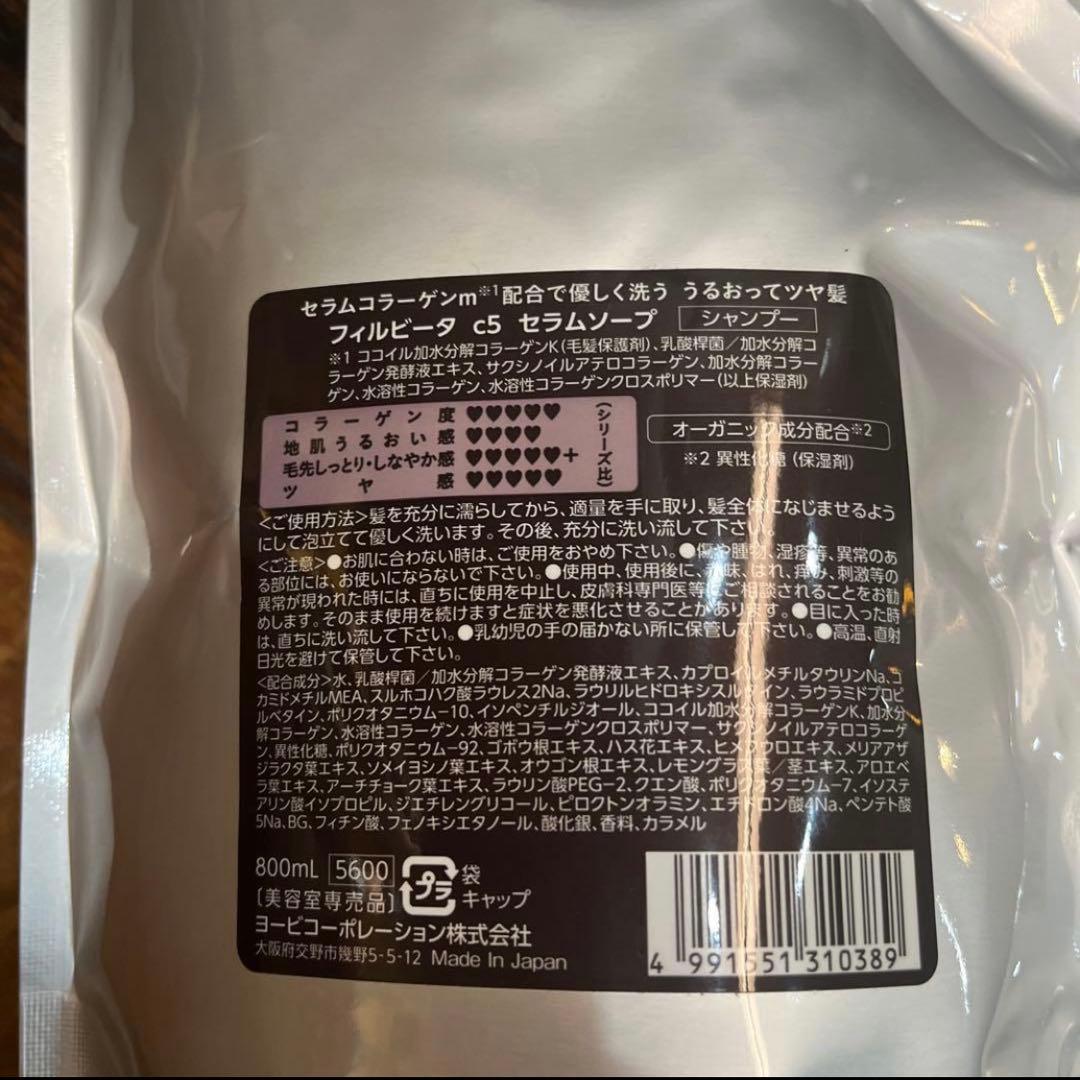 セラムコラーゲンm※1配合で優しく洗う うるおってツヤ髪
フィルビータ c5 セラムソープ シャンプー
※1 ココイル加水分解コラーゲンK(毛髪保護剤)、乳酸桿菌/加水分解コ
ラーゲン発酵液エキス、サクシノイルアテロコラーゲン、加水分解コラー
ゲン、水溶性コラーゲン、水溶性コラーゲンクロスポリマー(以上保湿剤)
コラーゲン度 ♥♥♥♥♥
地肌うるおい感 ♥♥♥♥
毛先しっとり・しなやか感 ♥♥♥♥♥+
ツヤ感 ♥♥♥♥♥
(シリーズ比)
オーガニック成分配合※2
※2 異性化糖(保湿剤)
<ご使用方法>髪を充分に濡らしてから、適量を手に取り、髪全体になじませるよう
にして泡立てて優しく洗います。その後、充分に洗い流して下さい。
<ご注意>●お肌に合わない時は、ご使用をおやめ下さい。●傷や腫物、湿疹等、異常のあ
る部位には、お使いにならないで下さい。●使用中、使用後に、赤味、はれ、痒み、刺激等の
異常が現われた時には、直ちに使用を中止し、皮膚科専門医等にご相談されることをお勧
めします。そのまま使用を続けますと症状を悪化させることがあります。●目に入った時
は、直ちに洗い流して下さい。●乳幼児の手の届かない所に保管して下さい。●高温、直射
日光を避けて保管して下さい。
<配合成分>水、乳酸桿菌/加水分解コラーゲン発酵液エキス、カプロイルメチルタウリンNa、コ
カミドメチルMEA、スルホコハク酸ラウレス2Na、ラウリルヒドロキシスルタイン、ラウラミドプロピ
ルベタイン、ポリクオタニウム-10、イソペンチルジオール、ココイル加水分解コラーゲンK、加水分
解コラーゲン、水溶性コラーゲン、水溶性コラーゲンクロスポリマー、サクシノイルアテロコラーゲ
ン、異性化糖、ポリクオタニウム-92、ゴボウ根エキス、ハス花エキス、ヒメフウロエキス、メリアアザ
ジラクタ葉エキス、ソメイヨシノ葉エキス、オウゴン根エキス、レモングラス葉/茎エキス、アロエベ
ラ葉エキス、アーチチョーク葉エキス、ラウリン酸PEG-2、クエン酸、ポリクオタニウム-7、イソステ
アリン酸イソプロピル、ジエチレングリコール、ピロクトンオラミン、エチドロン酸4Na、ペンテト酸
5Na、BG、フィチン酸、フェノキシエタノール、酸化銀、香料、カラメル
800mL 5600 プラ 袋
キャップ
[美容室専売品]
ヨービコーポレーション株式会社
大阪府交野市幾野5-5-12 Made In Japan
4 991551 310389